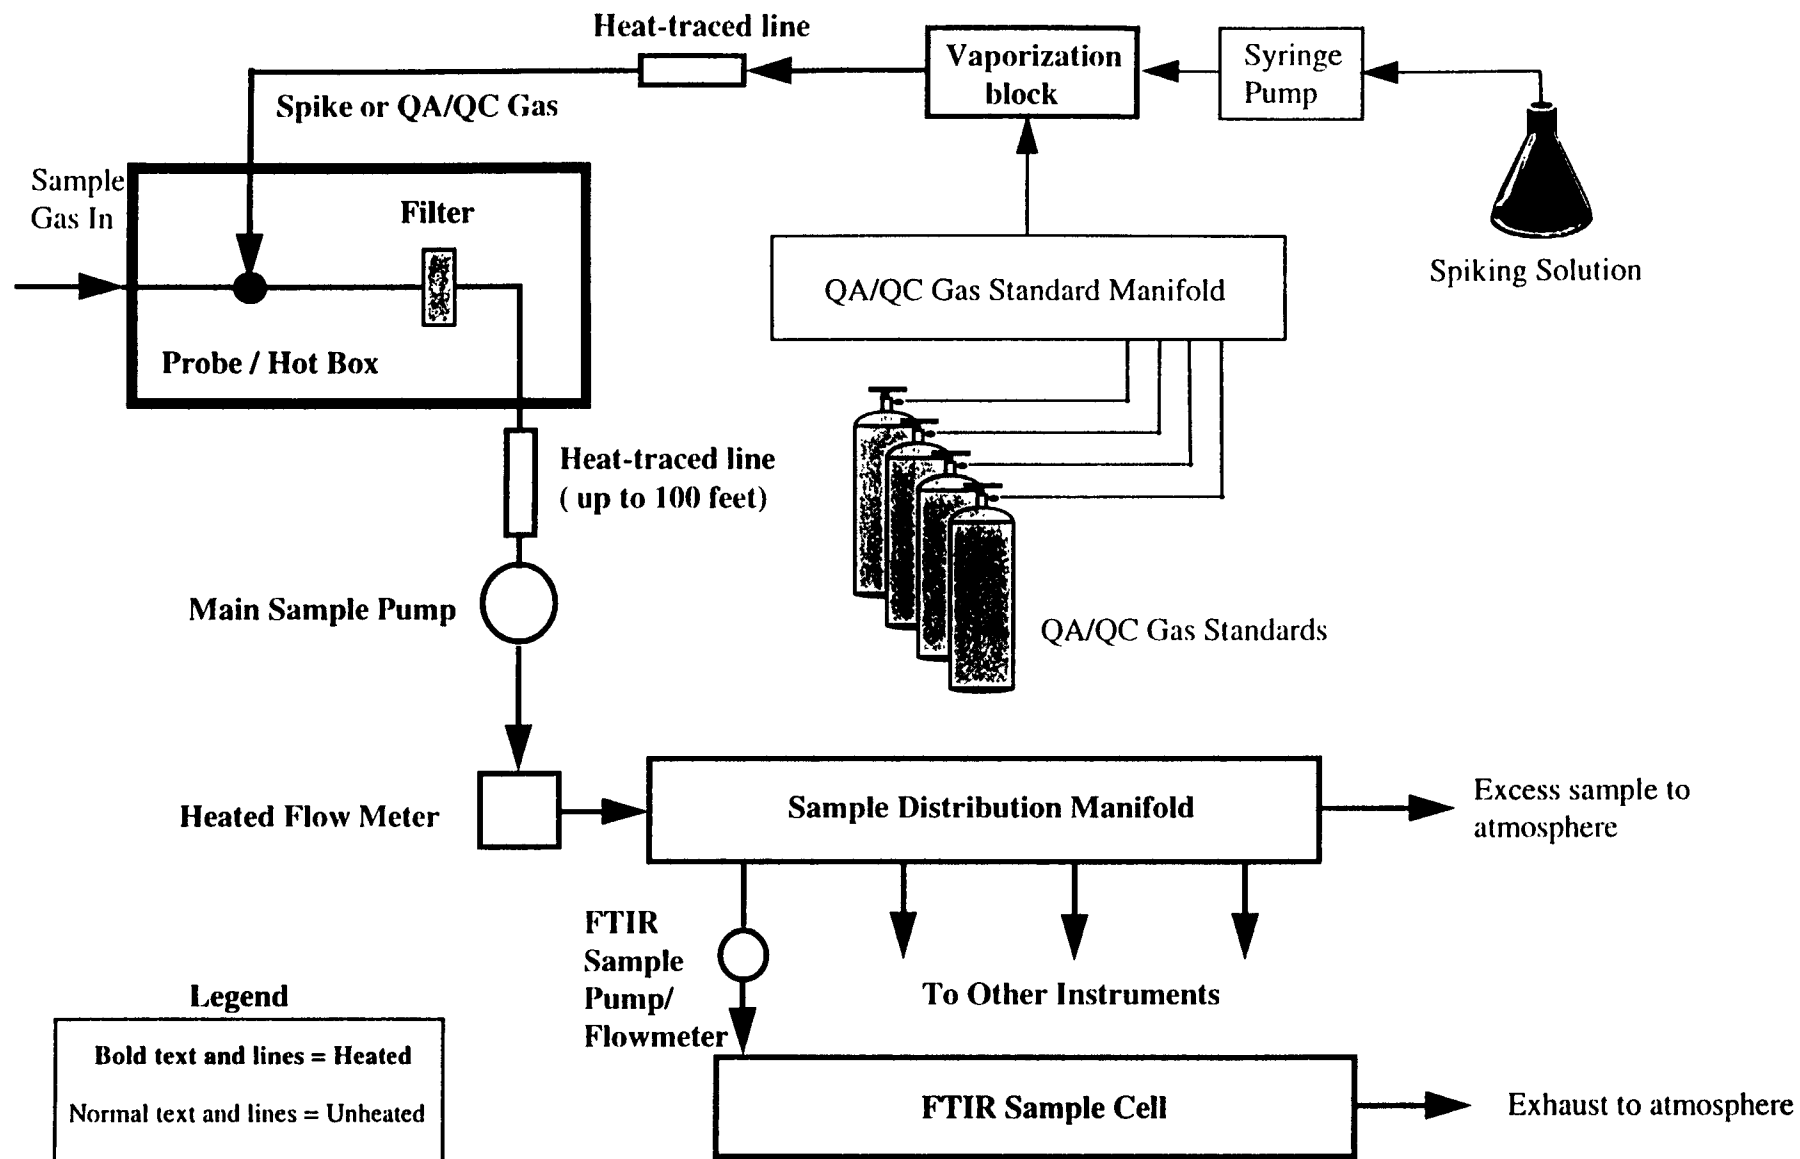 Heat-traced line
Vaporization
block
Syringe
Pump
Spike or QA/QC Gas
Sample
Gas In
Filter
QA/QC Gas Standard Manifold
Spiking Solution
Probe / Hot Box
Heat-traced line
( up to 100 feet)
Main Sample Pump
QA/QC Gas Standards
Heated Flow Meter
Sample Distribution Manifold
Excess sample to
atmosphere
FTIR
Sample
Pump/
Flowmeter
To Other Instruments
Legend
Bold text and lines = Heated
Normal text and lines = Unheated
FTIR Sample Cell
Exhaust to atmosphere